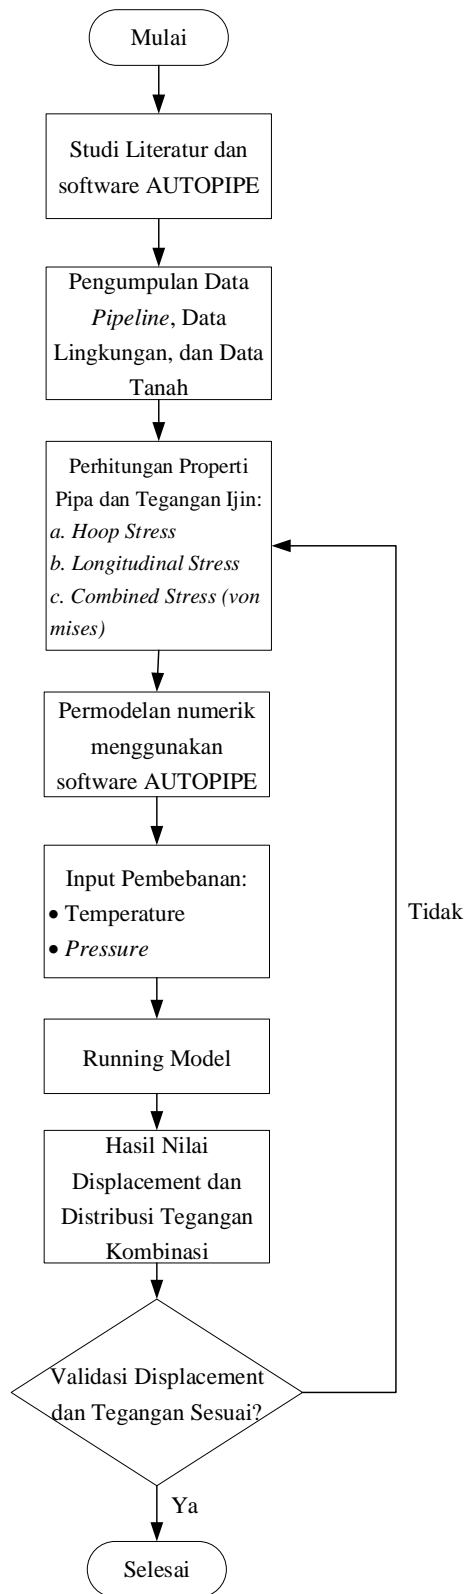 Mulai
Studi Literatur dan
software AUTOPIPE
Pengumpulan Data
Pipeline, Data
Lingkungan, dan Data
Tanah
Perhitungan Properti
Pipa dan Tegangan Ijin:
a. Hoop Stress
b. Longitudinal Stress
c. Combined Stress (von
mises)
Permodelan numerik
menggunakan
software AUTOPIPE
Input Pembebanan:
• Temperature
• Pressure
Tidak
Running Model
Hasil Nilai
Displacement dan
Distribusi Tegangan
Kombinasi
Validasi Displacement
dan Tegangan Sesuai?
Ya
Selesai